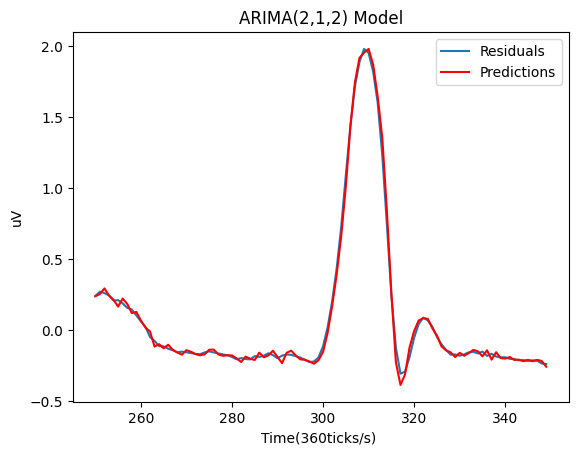 ARIMA(2,1,2) Model
Residuals
Predictions
2.0
1.5
1.0
0.5
0.0
−0.5
uV
260
280
300
320
340
Time(360ticks/s)